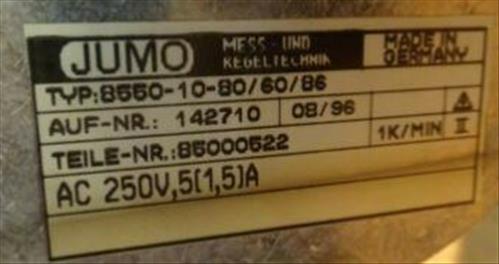 JUMO MESS- UND REGELTECHNIK MADE IN GERMANY
TYP:8550-10-80/60/86
AUF-NR.: 142710 08/96
TEILE-NR.:85000522 1K/MIN II
AC 250V,5(1,5)A